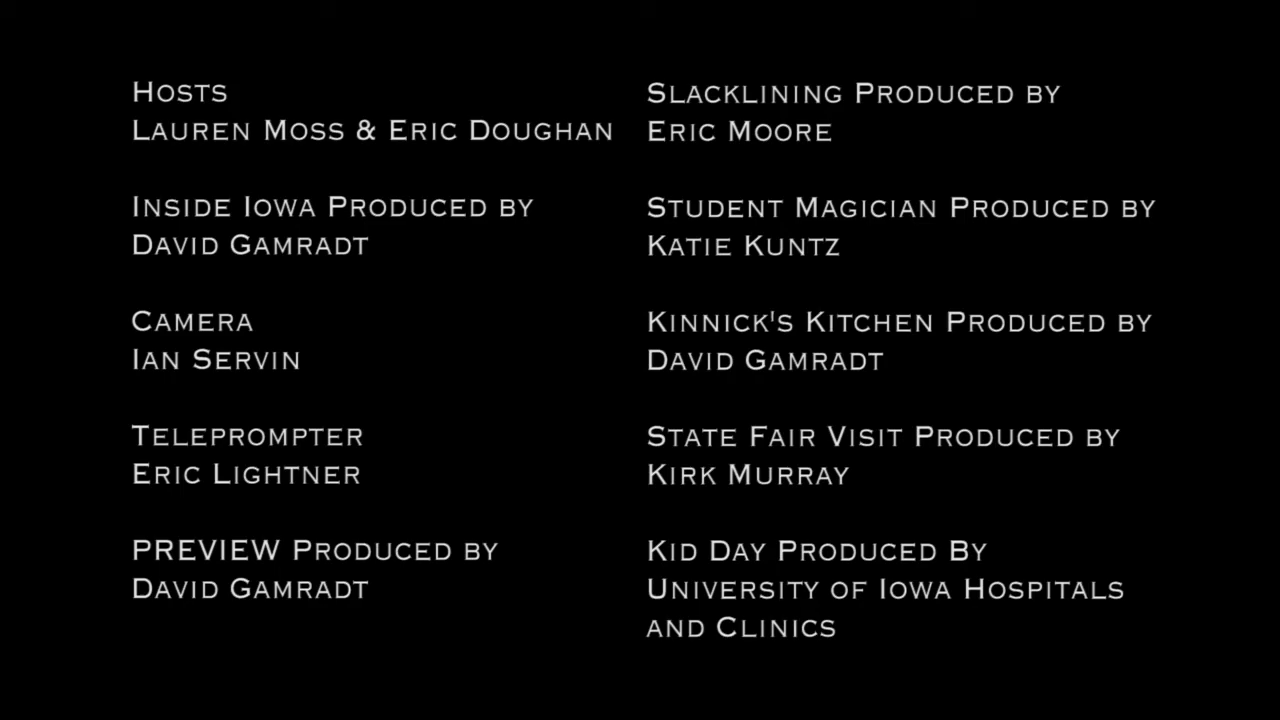 Hosts
Lauren Moss & Eric Doughan
Inside Iowa Produced by
David Gamradt
Camera
Ian Servin
Teleprompter
Eric Lightner
PREVIEW Produced by
David Gamradt
Slacklining Produced by
Eric Moore
Student Magician Produced by
Katie Kuntz
Kinnick's Kitchen Produced by
David Gamradt
State Fair Visit Produced by
Kirk Murray
Kid Day Produced By
University of Iowa Hospitals
and Clinics